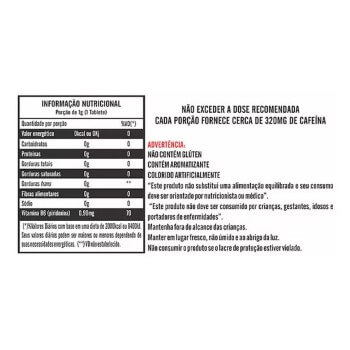 INFORMAÇÃO NUTRICIONAL
Porção de 1g (1 Tablete)
Quantidade por porção %VD(*)
Valor energético 0kcal ou 0Kj 0
Carboidratos 0g 0
Proteínas 0g 0
Gorduras totais 0g 0
Gorduras saturadas 0g 0
Gorduras trans 0g **
Fibras alimentares 0g 0
Sódio 0g 0
Vitamina B6 (piridoxina) 0,98mg 70
(*)Valores Diários com base em uma dieta de 2000kcal ou 8400kJ.
Seus valores diários podem ser maiores ou menores dependendo de
suas necessidades energéticas. (**)VD não estabelecido.
NÃO EXCEDER A DOSE RECOMENDADA
CADA PORÇÃO FORNECE CERCA DE 320MG DE CAFEÍNA
ADVERTÊNCIA:
NÃO CONTÉM GLÚTEN
CONTÉM AROMATIZANTE
COLORIDO ARTIFICIALMENTE
"Este produto não substitui uma alimentação equilibrada e seu consumo
deve ser orientado por nutricionista ou médico".
"Este produto não deve ser consumido por crianças, gestantes, idosos e
portadores de enfermidades".
Mantenha fora do alcance das crianças.
Manter em lugar fresco, não úmido e ao abrigo da luz.
Não consumir o produto se o lacre de proteção estiver violado.